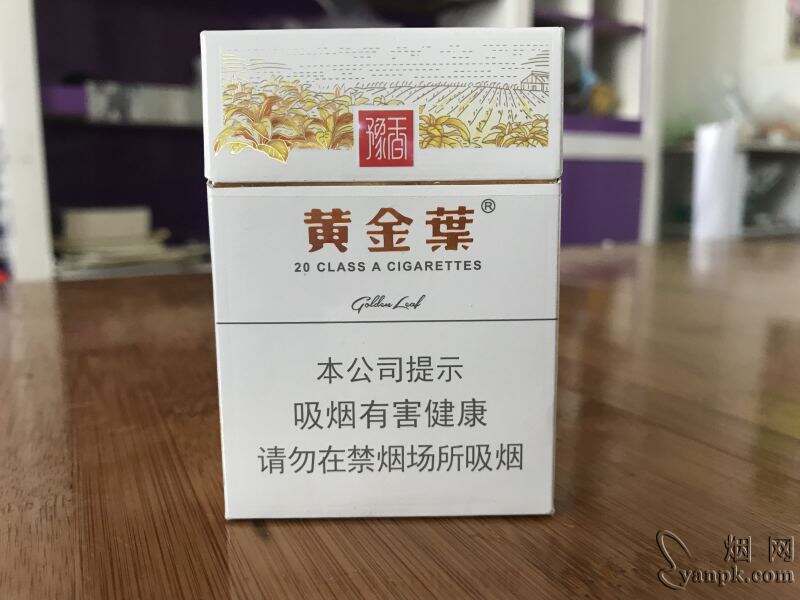 豫香
黄金葉®
20 CLASS A CIGARETTES
Golden Leaf
本公司提示
吸烟有害健康
请勿在禁烟场所吸烟
烟网
yanpk.com